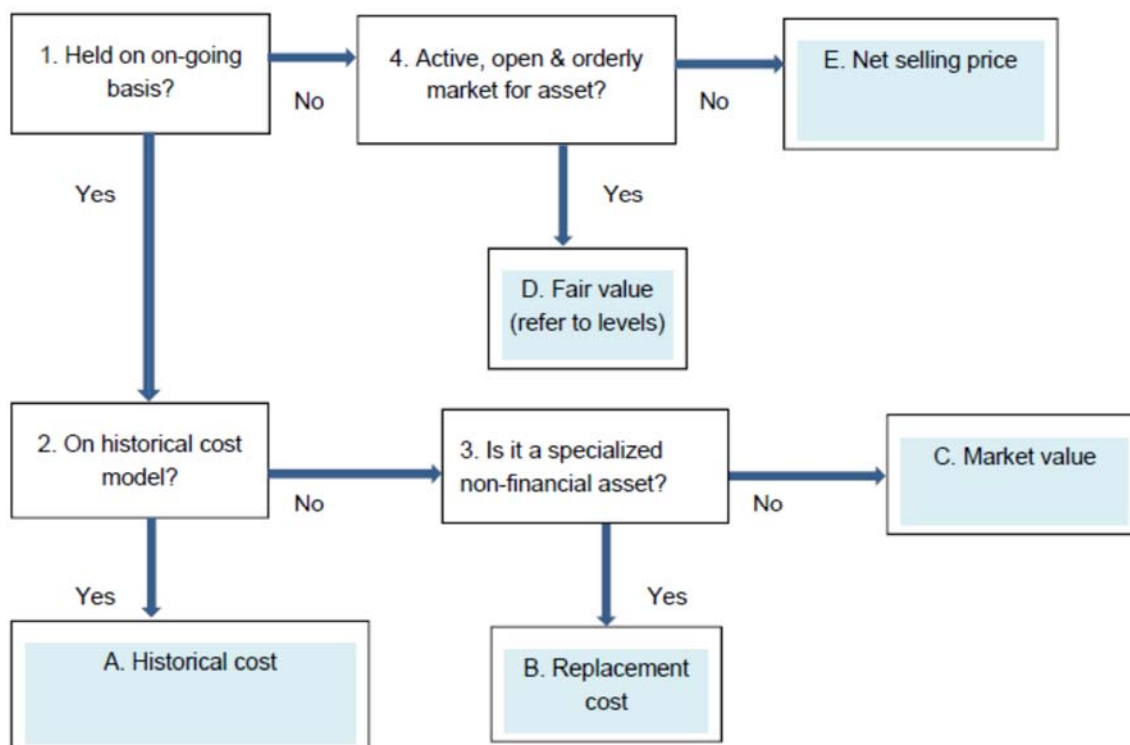 1. Held on on-going
basis?
No
4. Active, open & orderly
market for asset?
No
E. Net selling price
Yes
Yes
D. Fair value
(refer to levels)
2. On historical cost
model?
No
3. Is it a specialized
non-financial asset?
No
C. Market value
Yes
Yes
A. Historical cost
B. Replacement
cost